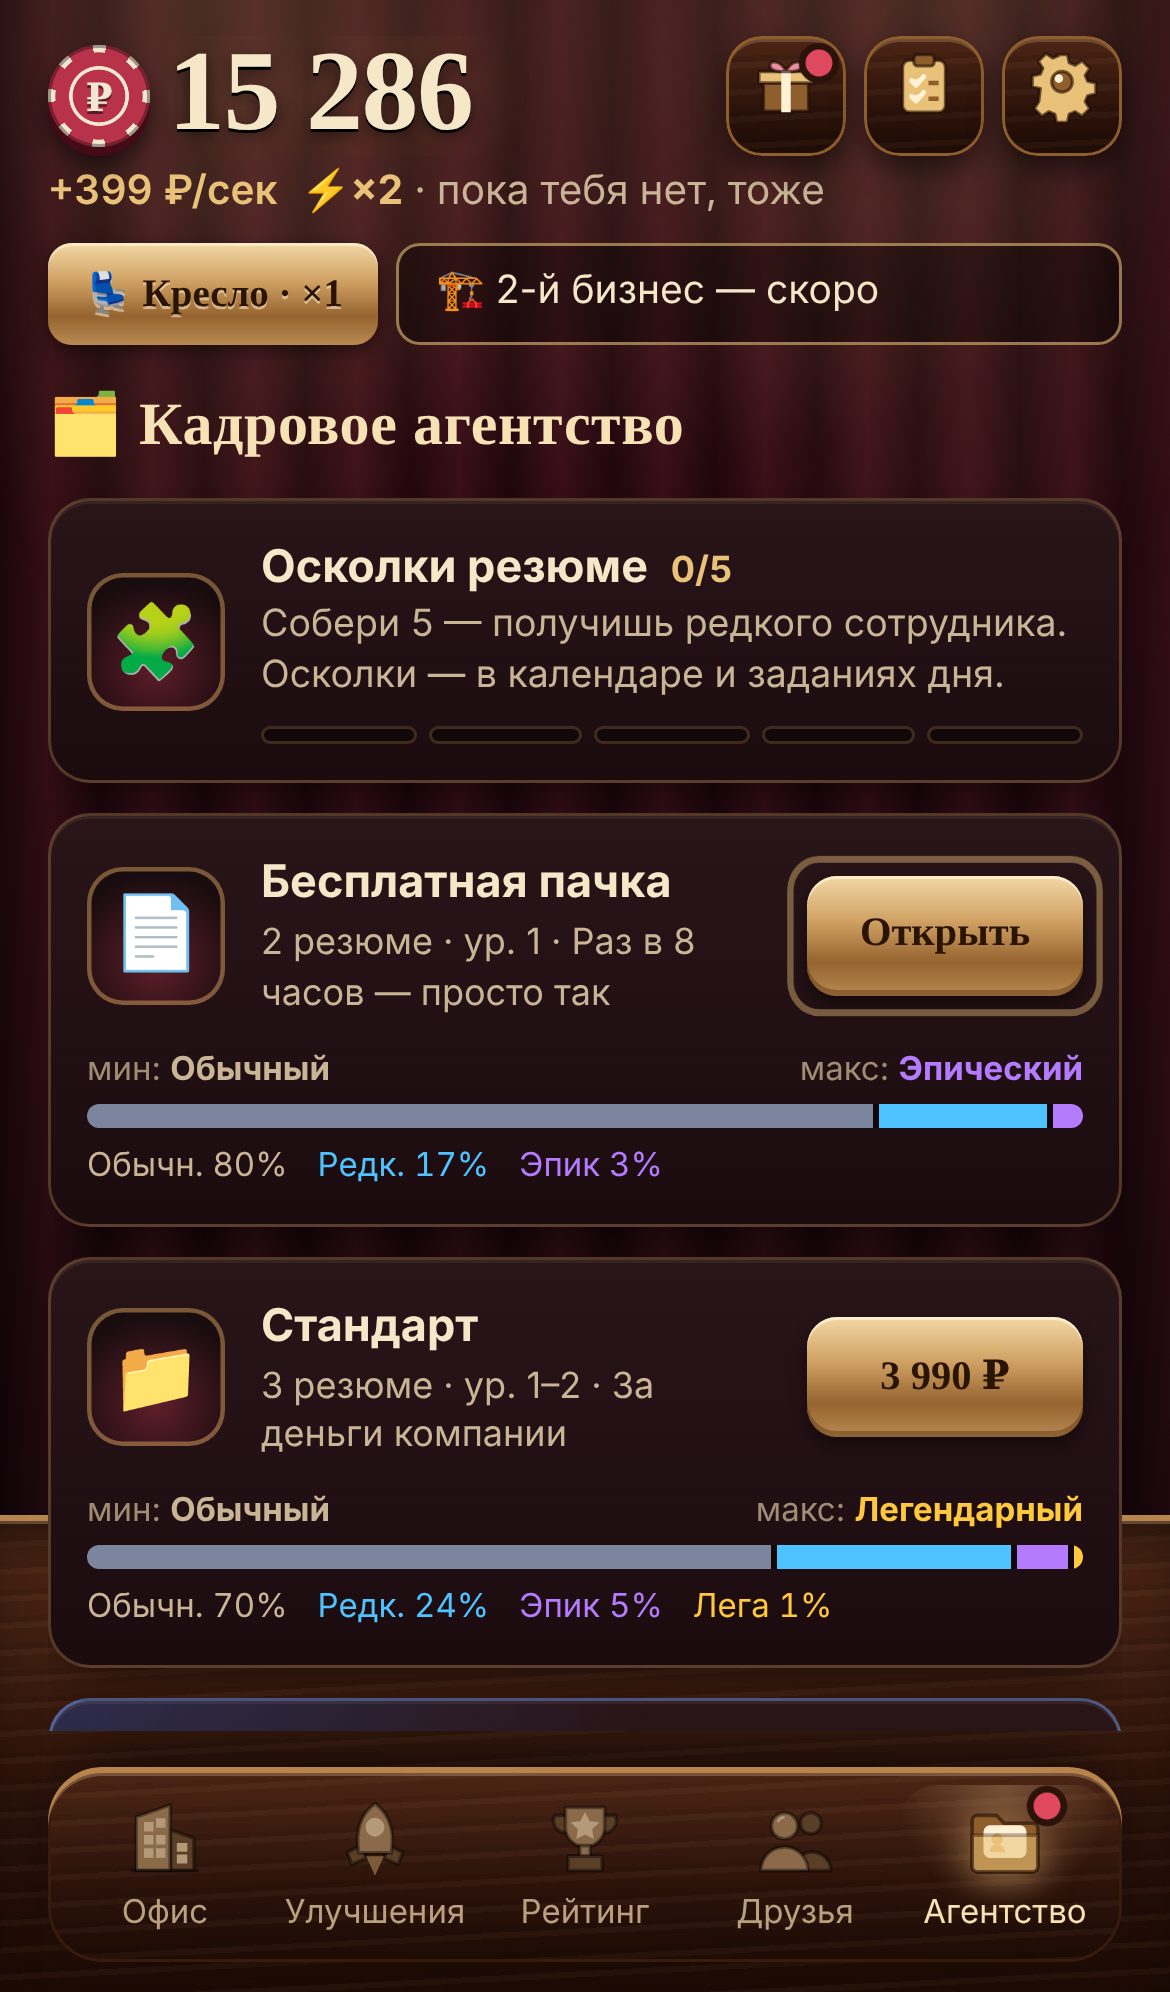 ₽ 15 286
+399 ₽/сек ⚡×2 · пока тебя нет, тоже
💺 Кресло · ×1
🏗️ 2-й бизнес — скоро
🗂️ Кадровое агентство
Осколки резюме 0/5
Собери 5 — получишь редкого сотрудника.
Осколки — в календаре и заданиях дня.
Бесплатная пачка
2 резюме · ур. 1 · Раз в 8
часов — просто так
Открыть
мин: Обычный
макс: Эпический
Обычн. 80% Редк. 17% Эпик 3%
Стандарт
3 резюме · ур. 1–2 · За
деньги компании
3 990 ₽
мин: Обычный
макс: Легендарный
Обычн. 70% Редк. 24% Эпик 5% Лега 1%
Офис
Улучшения
Рейтинг
Друзья
Агентство